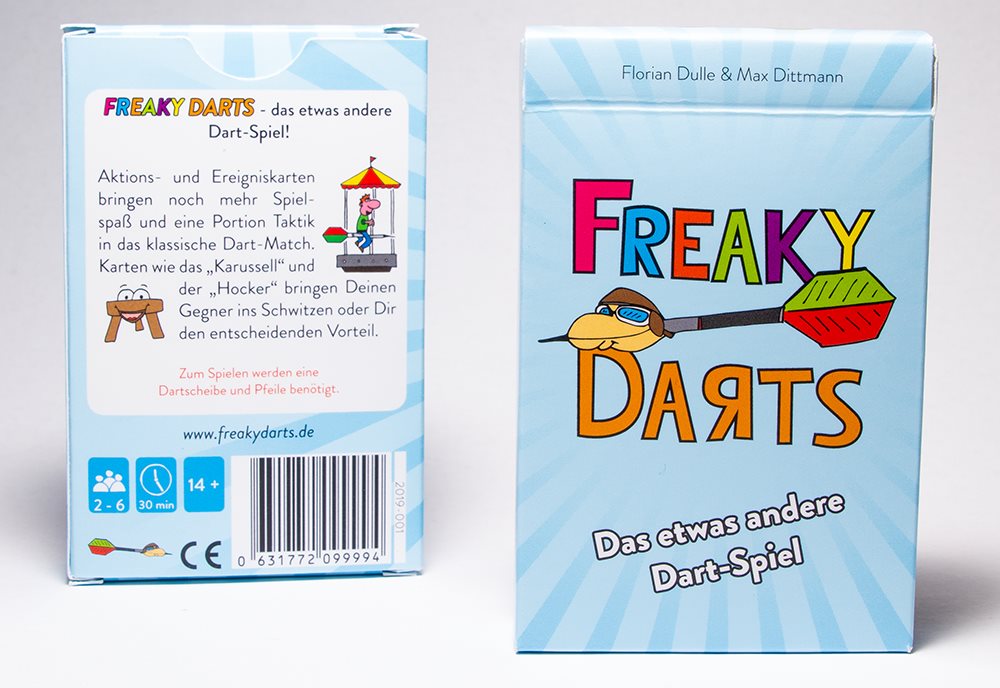 FREAKY DARTS - das etwas andere
Dart-Spiel!
Aktions- und Ereigniskarten
bringen noch mehr Spiel-
spaß und eine Portion Taktik
in das klassische Dart-Match.
Karten wie das „Karussell" und
der „Hocker" bringen Deinen
Gegner ins Schwitzen oder Dir
den entscheidenden Vorteil.
Zum Spielen werden eine
Dartscheibe und Pfeile benötigt.
www.freakydarts.de
2 - 6
30 min
14 +
CE
0 631772 099994
2019-001
Florian Dulle & Max Dittmann
FREAKY
DARTS
Das etwas andere
Dart-Spiel